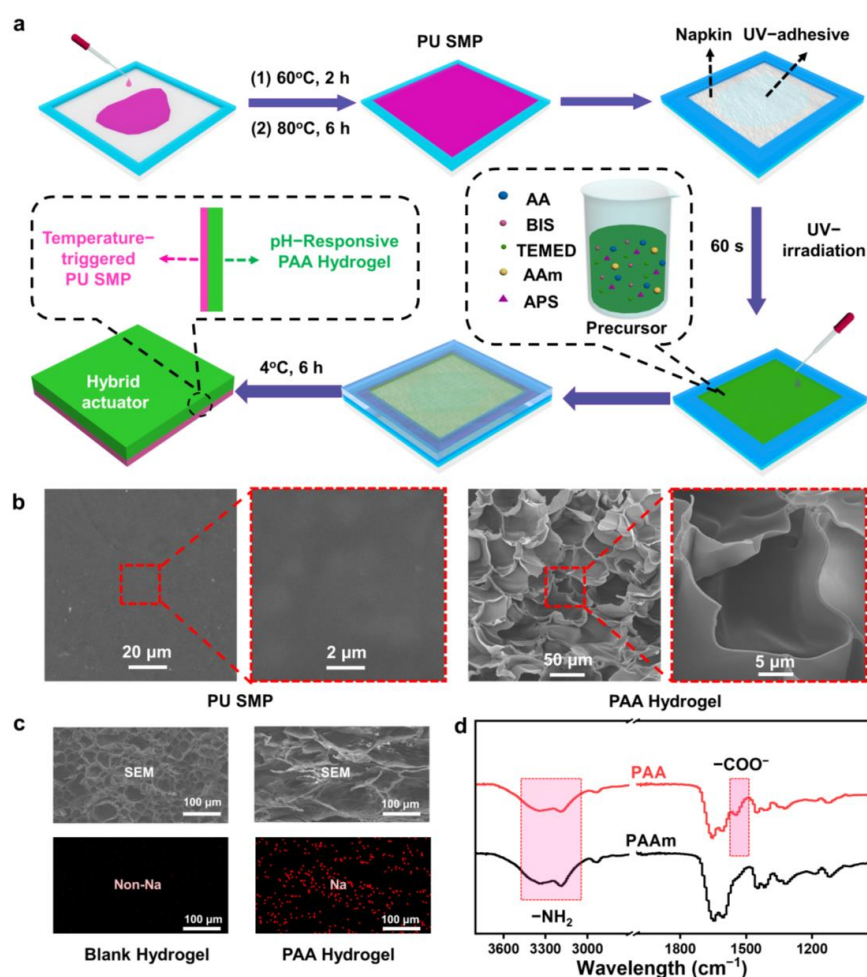 a
PU SMP
Napkin
UV−adhesive
(1) 60°C, 2 h
(2) 80°C, 6 h
Temperature−
triggered
PU SMP
pH−Responsive
PAA Hydrogel
AA
BIS
TEMED
AAm
APS
Precursor
60 s
UV−
irradiation
Hybrid
actuator
4°C, 6 h
b
20 µm
2 µm
50 µm
5 µm
PU SMP
PAA Hydrogel
c
SEM
100 µm
SEM
100 µm
Non−Na
100 µm
Na
100 µm
Blank Hydrogel
PAA Hydrogel
d
−COO⁻
PAA
PAAm
−NH₂
3600
3300
3000
1800
1500
1200
Wavelength (cm⁻¹)